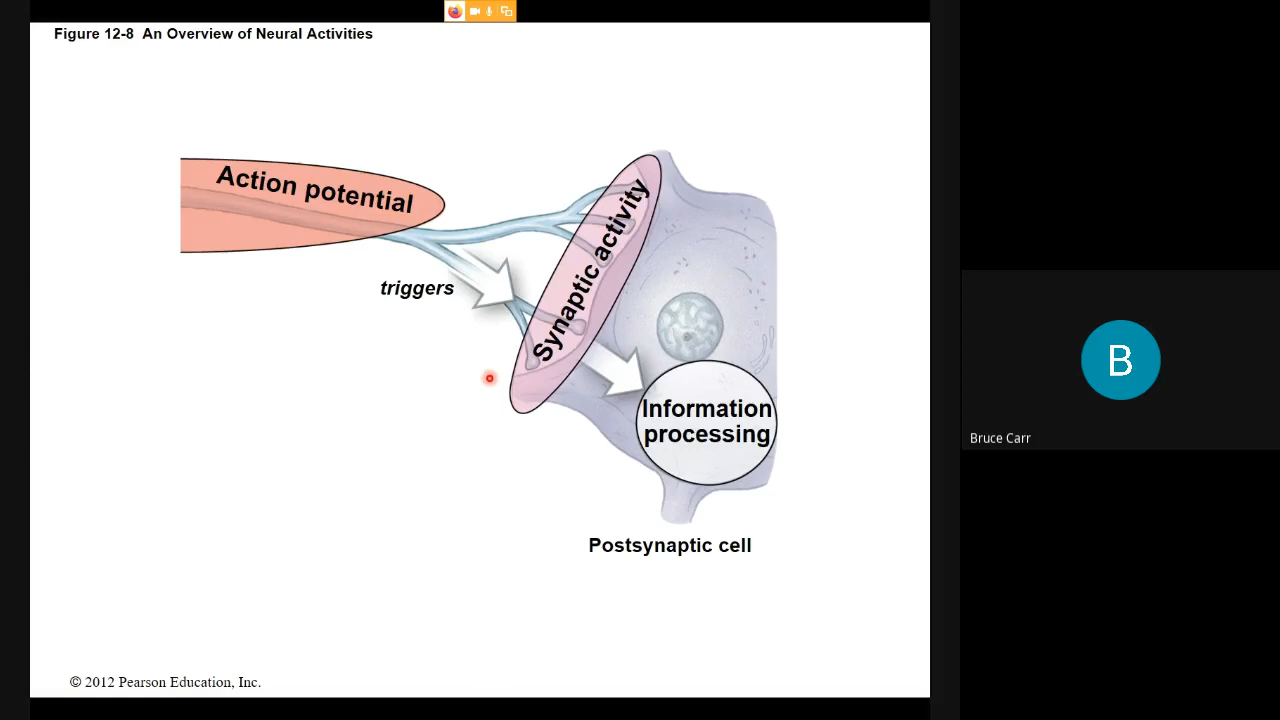 Figure 12-8 An Overview of Neural Activities
Action potential
triggers
Synaptic activity
Information
processing
Postsynaptic cell
© 2012 Pearson Education, Inc.
B
Bruce Carr